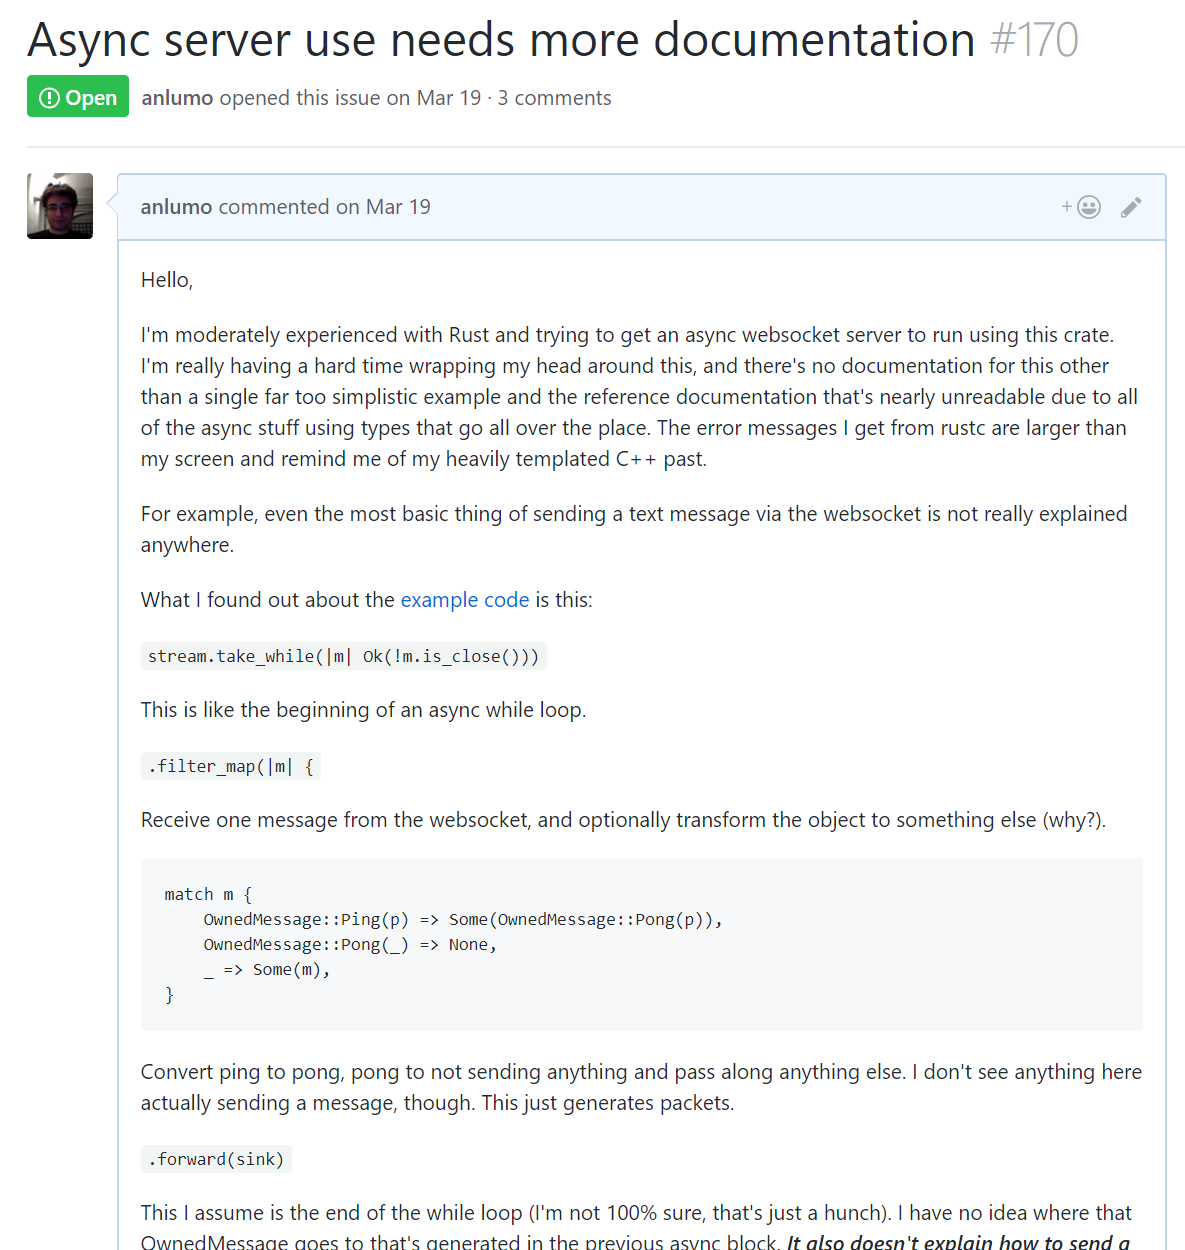 Async server use needs more documentation #170
Open anlumo opened this issue on Mar 19 · 3 comments
anlumo commented on Mar 19
Hello,
I'm moderately experienced with Rust and trying to get an async websocket server to run using this crate.
I'm really having a hard time wrapping my head around this, and there's no documentation for this other
than a single far too simplistic example and the reference documentation that's nearly unreadable due to all
of the async stuff using types that go all over the place. The error messages I get from rustc are larger than
my screen and remind me of my heavily templated C++ past.
For example, even the most basic thing of sending a text message via the websocket is not really explained
anywhere.
What I found out about the example code is this:
stream.take_while(|m| Ok(!m.is_close()))
This is like the beginning of an async while loop.
.filter_map(|m| {
Receive one message from the websocket, and optionally transform the object to something else (why?).
match m {
OwnedMessage::Ping(p) => Some(OwnedMessage::Pong(p)),
OwnedMessage::Pong(_) => None,
_ => Some(m),
}
Convert ping to pong, pong to not sending anything and pass along anything else. I don't see anything here
actually sending a message, though. This just generates packets.
.forward(sink)
This I assume is the end of the while loop (I'm not 100% sure, that's just a hunch). I have no idea where that
OwnedMessage goes to that's generated in the previous async block. It also doesn't explain how to send a